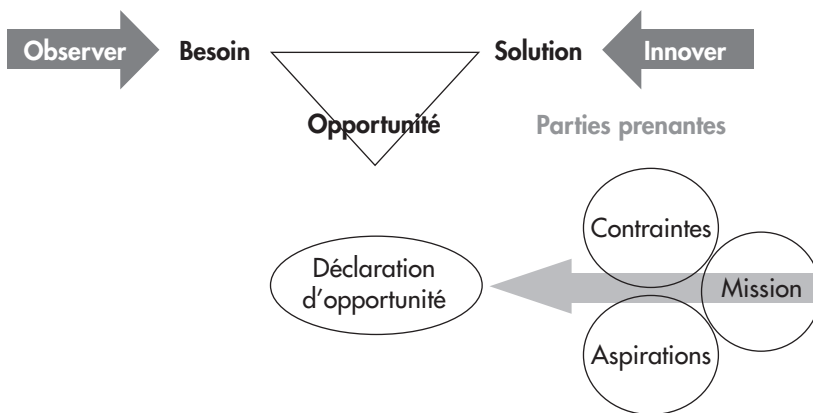 Observer Besoin Solution Innover
Opportunité Parties prenantes
Contraintes
Déclaration
d'opportunité
Mission
Aspirations